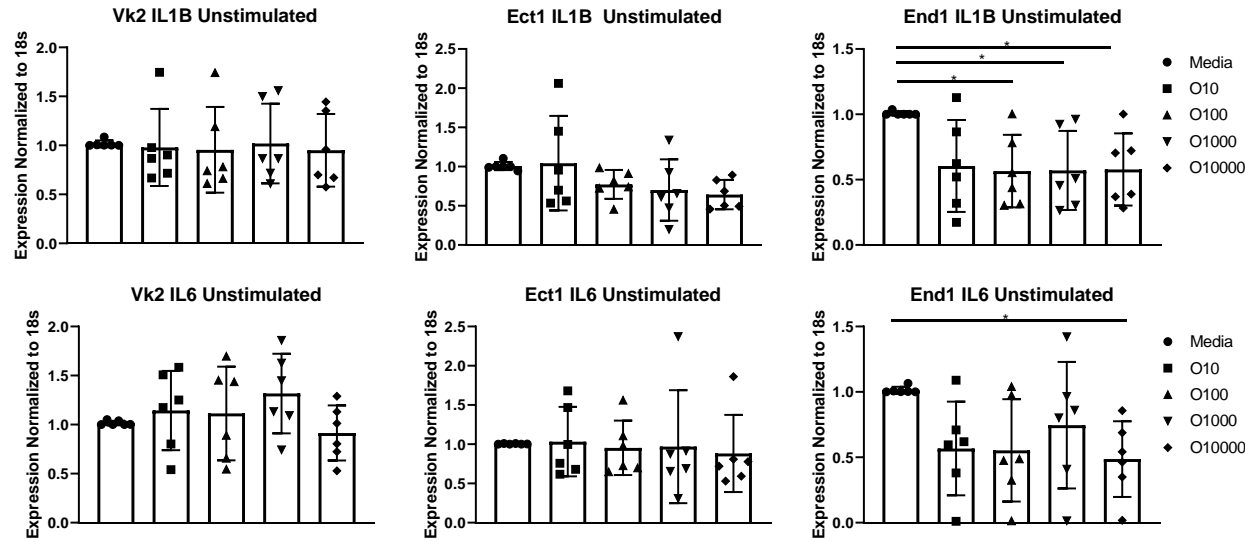 Vk2 IL1B Unstimulated
Expression Normalized to 18s
2.0
1.5
1.0
0.5
0.0
Ect1 IL1B  Unstimulated
Expression Normalized to 18s
2.5
2.0
1.5
1.0
0.5
0.0
End1 IL1B Unstimulated
Expression Normalized to 18s
1.5
1.0
0.5
0.0
*
*
*
Media
O10
O100
O1000
O10000
Vk2 IL6 Unstimulated
Expression Normalized to 18s
2.0
1.5
1.0
0.5
0.0
Ect1 IL6 Unstimulated
Expression Normalized to 18s
2.5
2.0
1.5
1.0
0.5
0.0
End1 IL6 Unstimulated
Expression Normalized to 18s
1.5
1.0
0.5
0.0
*
Media
O10
O100
O1000
O10000